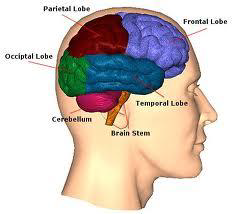 Parietal Lobe
Frontal Lobe
Occiptal Lobe
Temporal Lobe
Cerebellum
Brain Stem